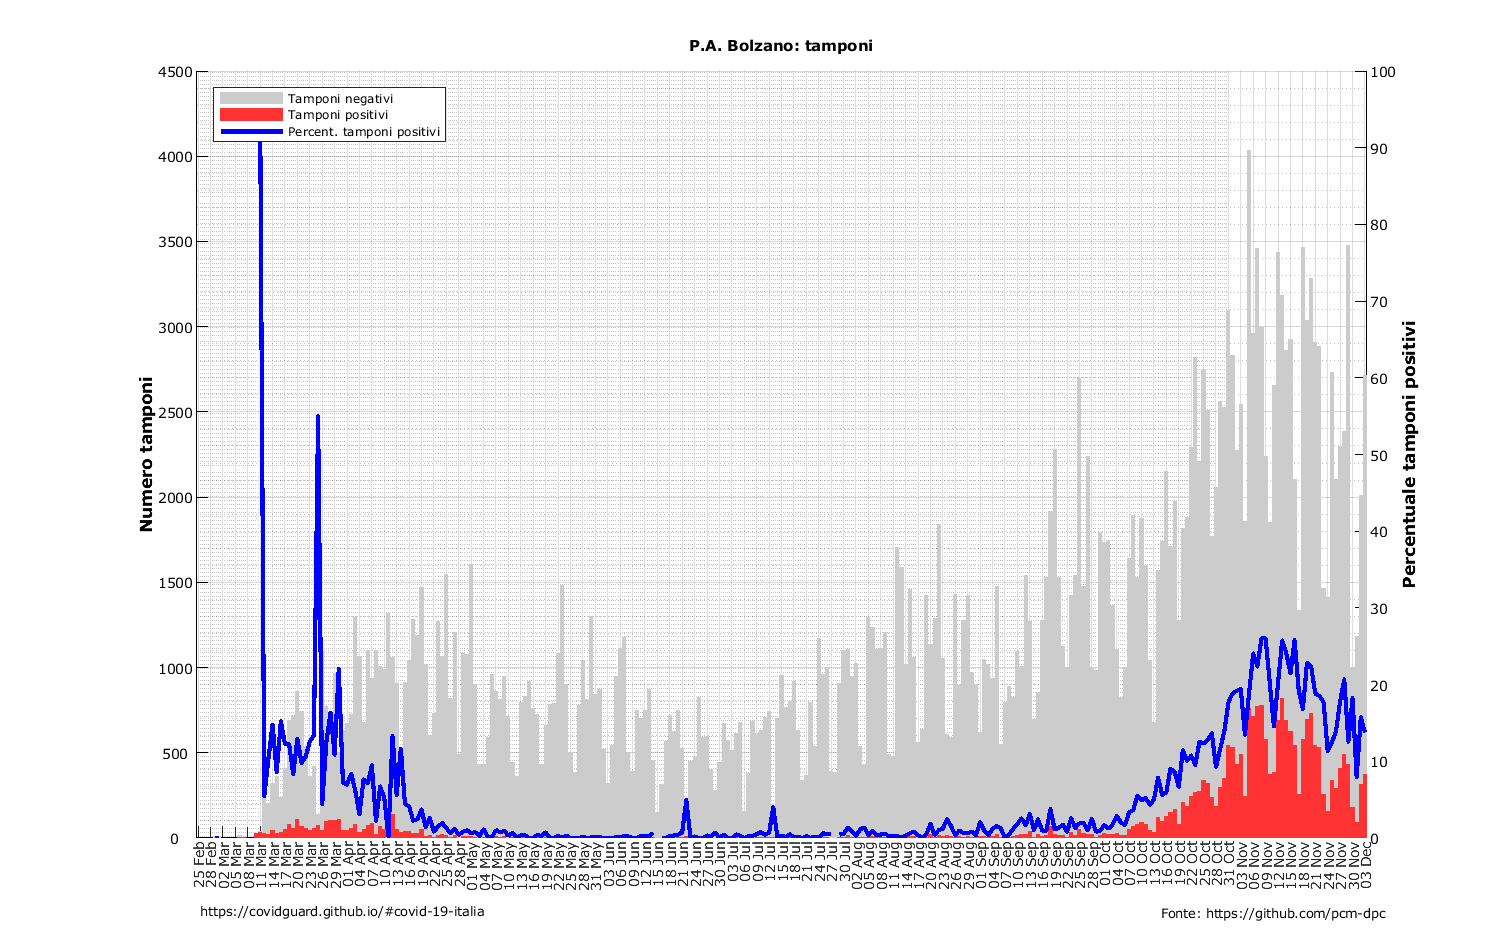 P.A. Bolzano: tamponi
Tamponi negativi
Tamponi positivi
Percent. tamponi positivi
Numero tamponi
4500
4000
3500
3000
2500
2000
1500
1000
500
0
Percentuale tamponi positivi
100
90
80
70
60
50
40
30
20
10
0
25 Feb
28 Feb
02 Mar
05 Mar
08 Mar
11 Mar
14 Mar
17 Mar
20 Mar
23 Mar
26 Mar
29 Mar
01 Apr
04 Apr
07 Apr
10 Apr
13 Apr
16 Apr
19 Apr
22 Apr
25 Apr
28 Apr
01 May
04 May
07 May
10 May
13 May
16 May
19 May
22 May
25 May
28 May
31 May
03 Jun
06 Jun
09 Jun
12 Jun
15 Jun
18 Jun
21 Jun
24 Jun
27 Jun
30 Jun
03 Jul
06 Jul
09 Jul
12 Jul
15 Jul
18 Jul
21 Jul
24 Jul
27 Jul
30 Jul
02 Aug
05 Aug
08 Aug
11 Aug
14 Aug
17 Aug
20 Aug
23 Aug
26 Aug
29 Aug
01 Sep
04 Sep
07 Sep
10 Sep
13 Sep
16 Sep
19 Sep
22 Sep
25 Sep
28 Sep
01 Oct
04 Oct
07 Oct
10 Oct
13 Oct
16 Oct
19 Oct
22 Oct
25 Oct
28 Oct
31 Oct
03 Nov
06 Nov
09 Nov
12 Nov
15 Nov
18 Nov
21 Nov
24 Nov
27 Nov
30 Nov
03 Dec
https://covidguard.github.io/#covid-19-italia
Fonte: https://github.com/pcm-dpc